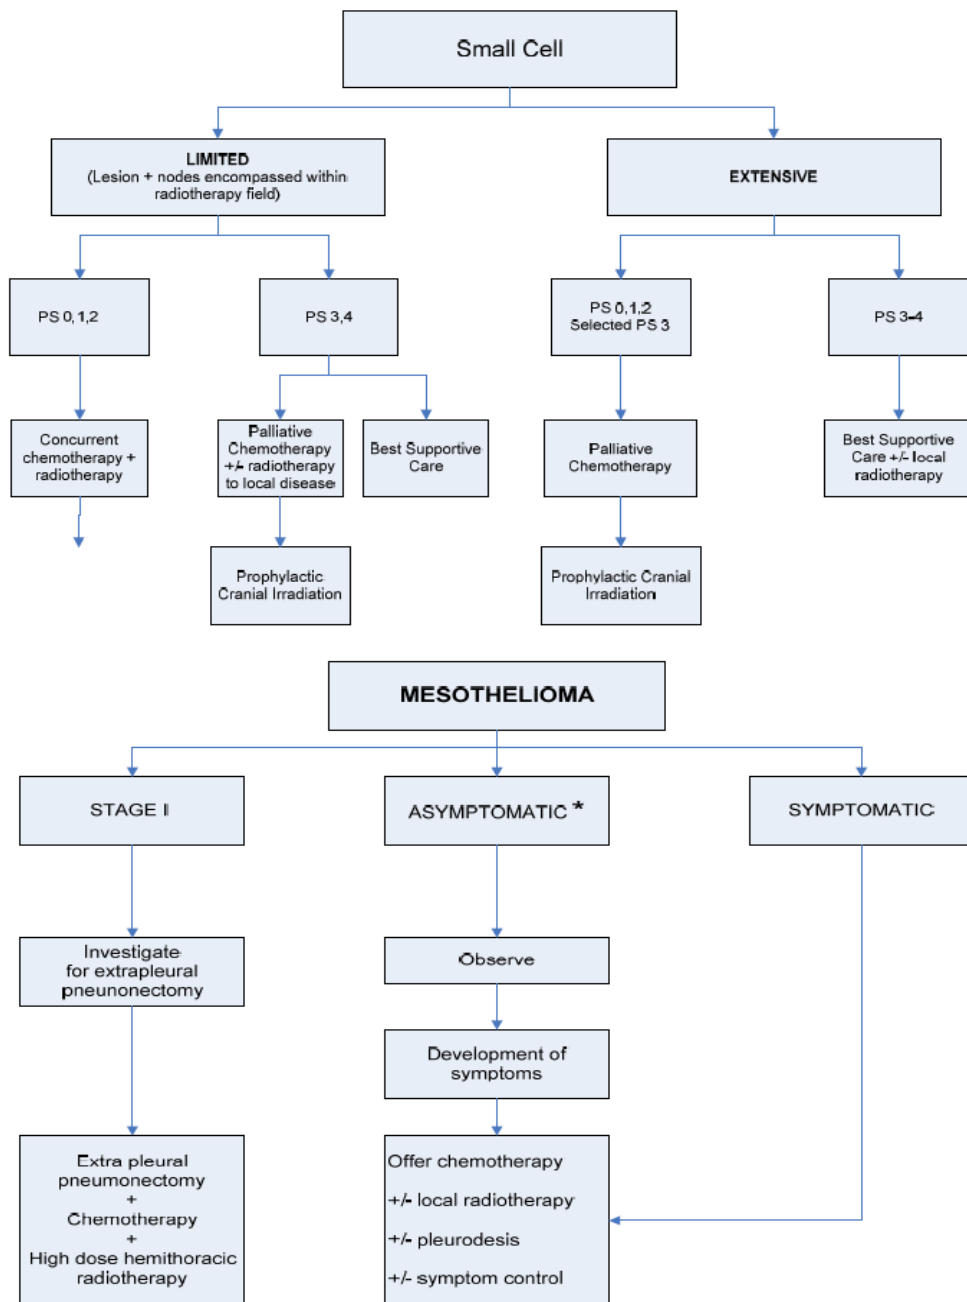 Small Cell
LIMITED
(Lesion + nodes encompassed within
radiotherapy field)
EXTENSIVE
PS 0,1,2
PS 3,4
PS 0,1,2
Selected PS 3
PS 3-4
Concurrent
chemotherapy +
radiotherapy
Palliative
Chemotherapy
+/- radiotherapy
to local disease
Best Supportive
Care
Palliative
Chemotherapy
Best Supportive
Care +/- local
radiotherapy
Prophylactic
Cranial Irradiation
Prophylactic Cranial
Irradiation
MESOTHELIOMA
STAGE I
ASYMPTOMATIC *
SYMPTOMATIC
Investigate
for extrapleural
pneunonectomy
Observe
Development of
symptoms
Extra pleural
pneumonectomy
+
Chemotherapy
+
High dose hemithoracic
radiotherapy
Offer chemotherapy
+/- local radiotherapy
+/- pleurodesis
+/- symptom control